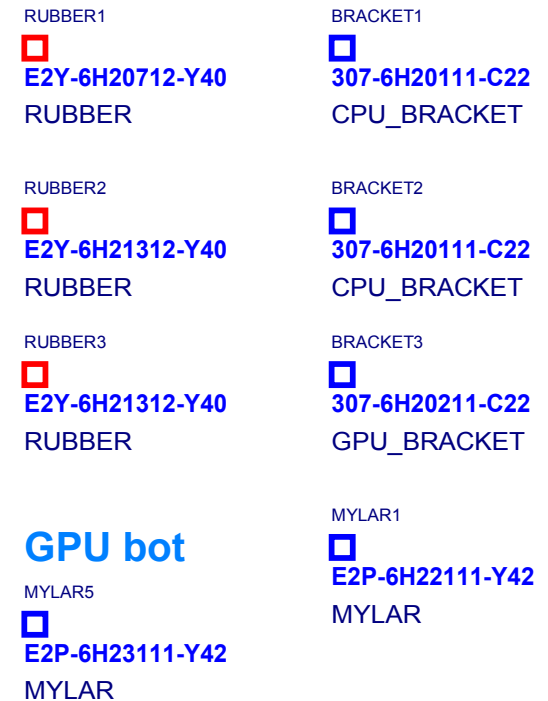 RUBBER1
E2Y-6H20712-Y40
RUBBER
RUBBER2
E2Y-6H21312-Y40
RUBBER
RUBBER3
E2Y-6H21312-Y40
RUBBER
GPU bot
MYLAR5
E2P-6H23111-Y42
MYLAR
BRACKET1
307-6H20111-C22
CPU_BRACKET
BRACKET2
307-6H20111-C22
CPU_BRACKET
BRACKET3
307-6H20211-C22
GPU_BRACKET
MYLAR1
E2P-6H22111-Y42
MYLAR